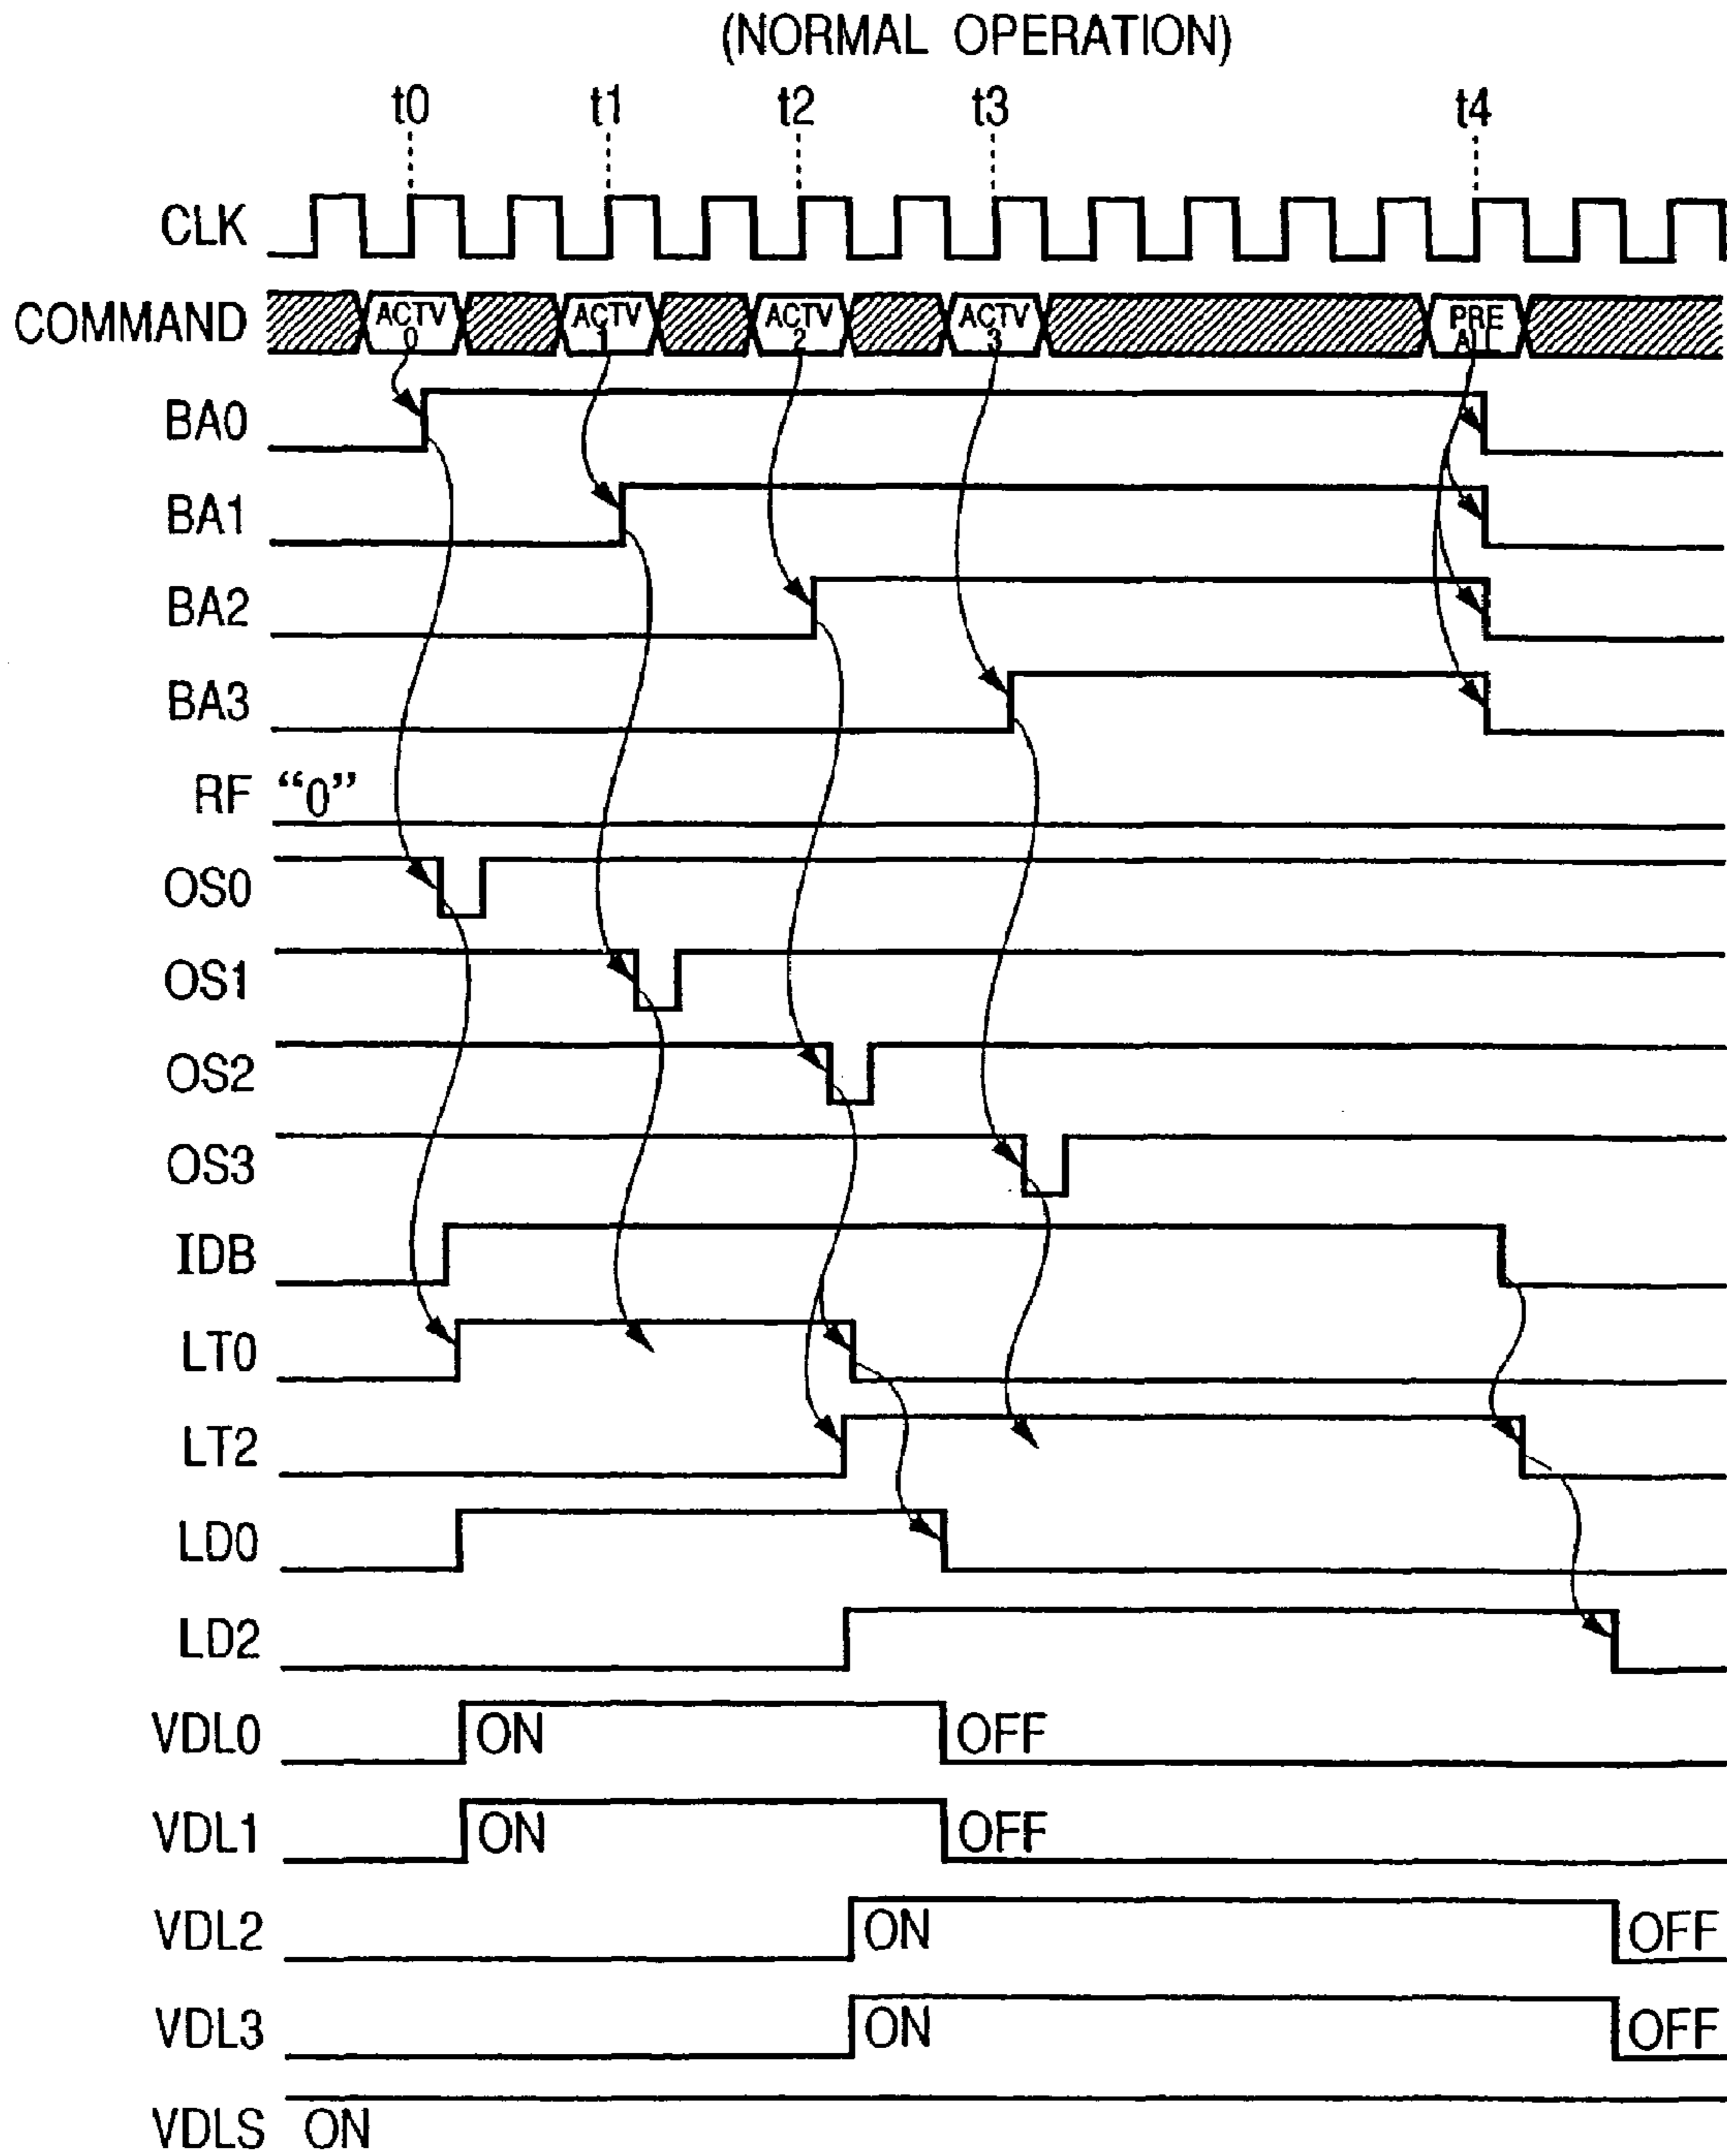 (NORMAL OPERATION)
t0 t1 t2 t3 t4
CLK
COMMAND ACTV 0 ACTV 1 ACTV 2 ACTV 3 PRE ALL
BA0
BA1
BA2
BA3
RF “0”
OS0
OS1
OS2
OS3
IDB
LT0
LT2
LD0
LD2
VDL0 ON OFF
VDL1 ON OFF
VDL2 ON OFF
VDL3 ON OFF
VDLS ON